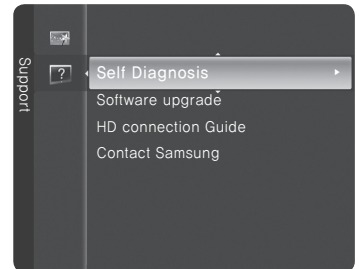 Support
?
Self Diagnosis
Software upgrade
HD connection Guide
Contact Samsung